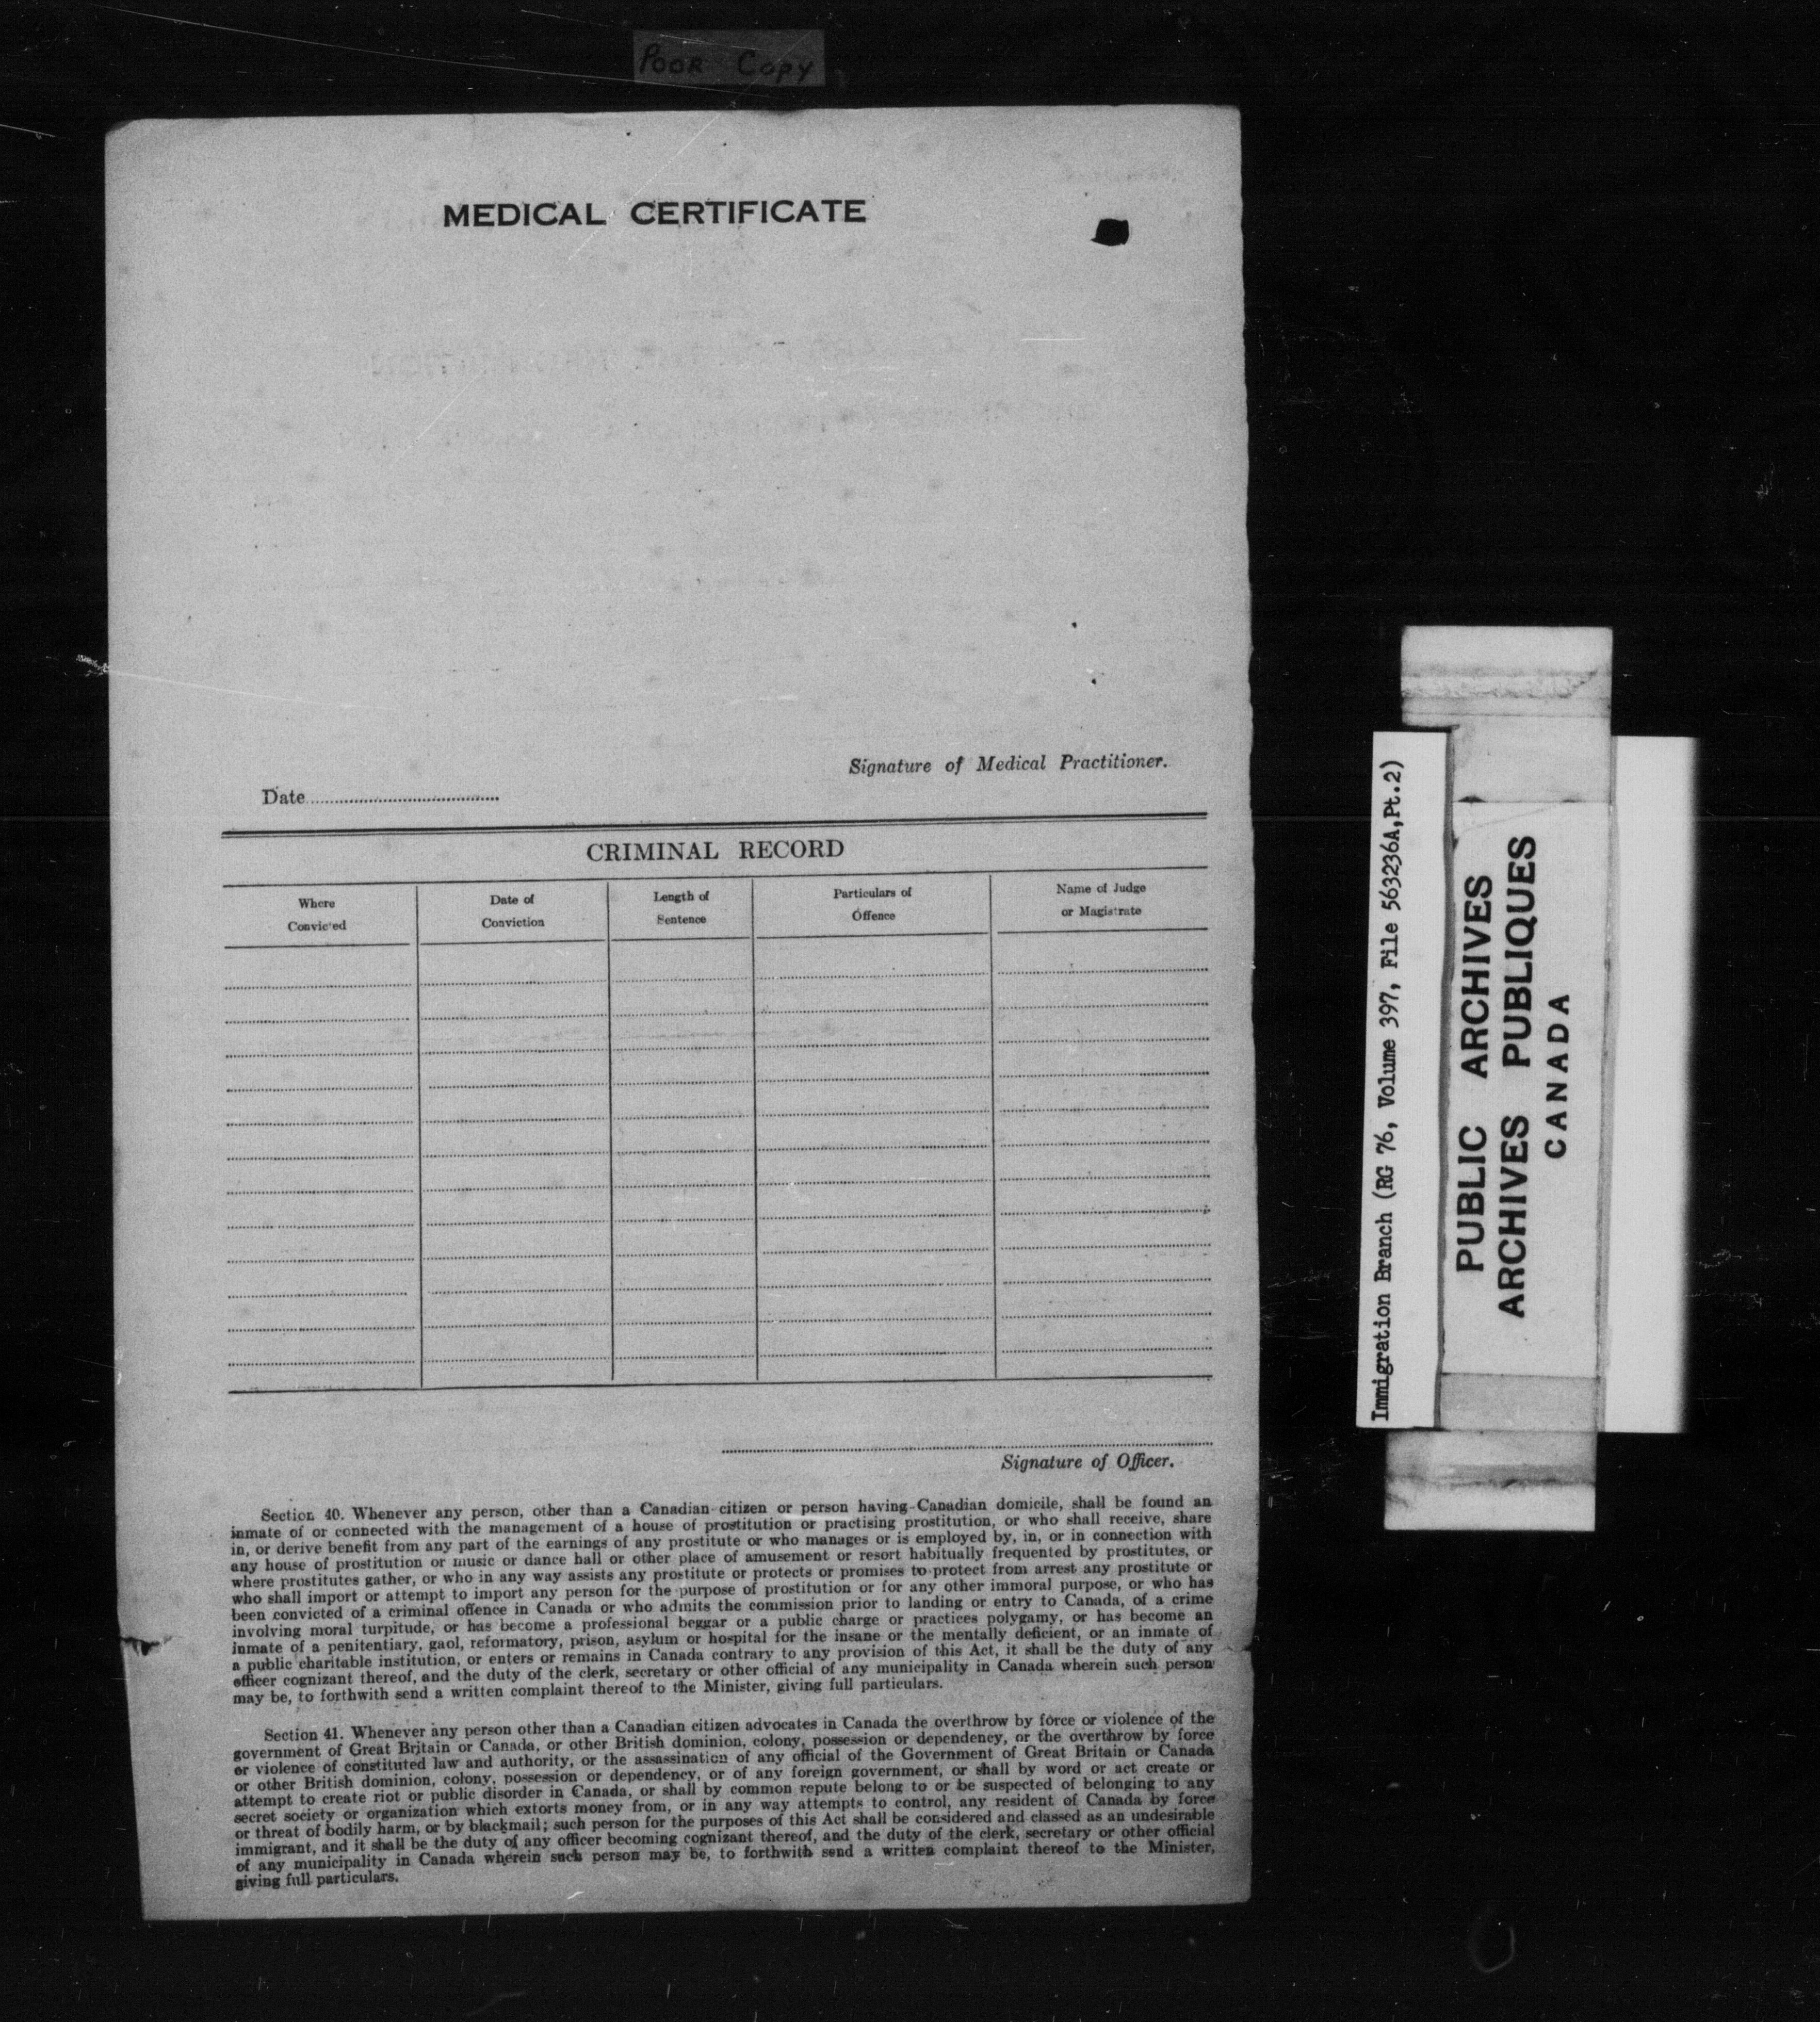 POOR COPY
MEDICAL CERTIFICATE
Signature of Medical Practitioner.
Date
CRIMINAL RECORD
Where Convicted
Date of Conviction
Length of Sentence
Particulars of Offence
Name of Judge or Magistrate
Signature of Officer.
Section 40. Whenever any person, other than a Canadian citizen or person having Canadian domicile, shall be found an
inmate of or connected with the management of a house of prostitution or practising prostitution, or who shall receive, share
in, or derive benefit from any part of the earnings of any prostitute or who manages or is employed by, in, or in connection with
any house of prostitution or music or dance hall or other place of amusement or resort habitually frequented by prostitutes, or
where prostitutes gather, or who in any way assists any prostitute or protects or promises to protect from arrest any prostitute or
who shall import or attempt to import any person for the purpose of prostitution or for any other immoral purpose, or who has
been convicted of a criminal offence in Canada or who admits the commission prior to landing or entry to Canada, of a crime
involving moral turpitude, or has become a professional beggar or a public charge or practices polygamy, or has become an
inmate of a penitentiary, gaol, reformatory, prison, asylum or hospital for the insane or the mentally deficient, or an inmate of
a public charitable institution, or enters or remains in Canada contrary to any provision of this Act, it shall be the duty of any
officer cognizant thereof, and the duty of the clerk, secretary or other official of any municipality in Canada wherein such person
may be, to forthwith send a written complaint thereof to the Minister, giving full particulars.
Section 41. Whenever any person other than a Canadian citizen advocates in Canada the overthrow by force or violence of the
government of Great Britain or Canada, or other British dominion, colony, possession or dependency, or the overthrow by force
or violence of constituted law and authority, or the assassination of any official of the Government of Great Britain or Canada
or other British dominion, colony, possession or dependency, or of any foreign government, or shall by word or act create or
attempt to create riot or public disorder in Canada, or shall by common repute belong to or be suspected of belonging to any
secret society or organization which extorts money from, or in any way attempts to control, any resident of Canada by force
or threat of bodily harm, or by blackmail; such person for the purposes of this Act shall be considered and classed as an undesirable
immigrant, and it shall be the duty of any officer becoming cognizant thereof, and the duty of the clerk, secretary or other official
of any municipality in Canada wherein such person may be, to forthwith send a written complaint thereof to the Minister,
giving full particulars.
Immigration Branch (RG 76, Volume 397, File 563236A,Pt.2)
PUBLIC ARCHIVES
ARCHIVES PUBLIQUES
CANADA